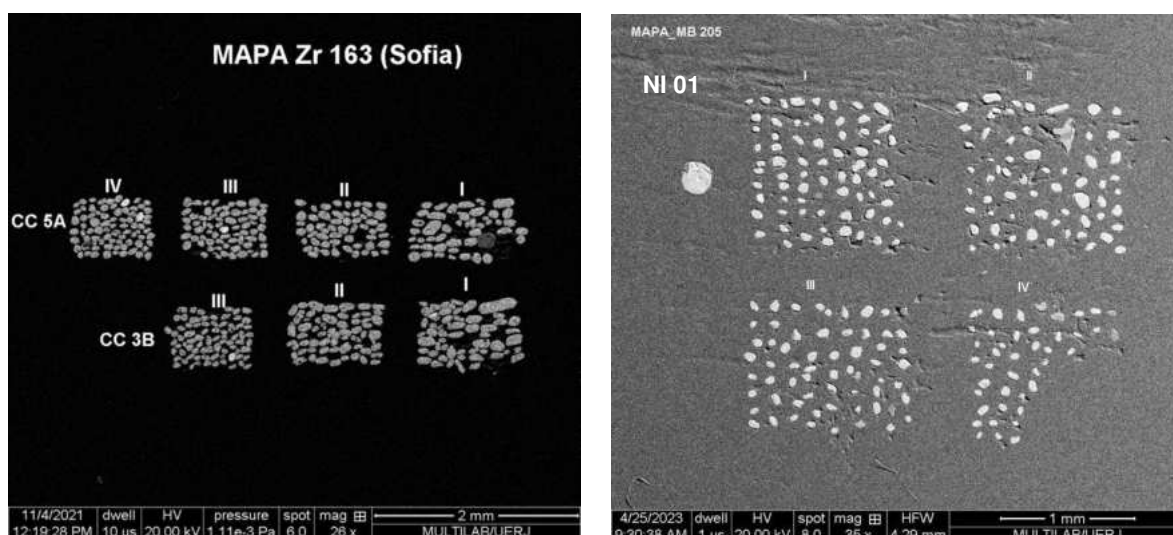 MAPA Zr 163 (Sofia)
IV III II I
CC 5A
III II I
CC 3B
11/4/2021 dwell HV pressure spot mag 2 mm
12:19:28 PM 10 µs 20.00 kV 1.11e-3 Pa 6.0 26 x MULTILAB/UERJ
MAPA_MB 205
NI 01
I II
III IV
4/25/2023 dwell HV spot mag HFW 1 mm
9:30:38 AM 1 µs 20.00 kV 8.0 35 x 4.29 mm MULTILAB/UERJ